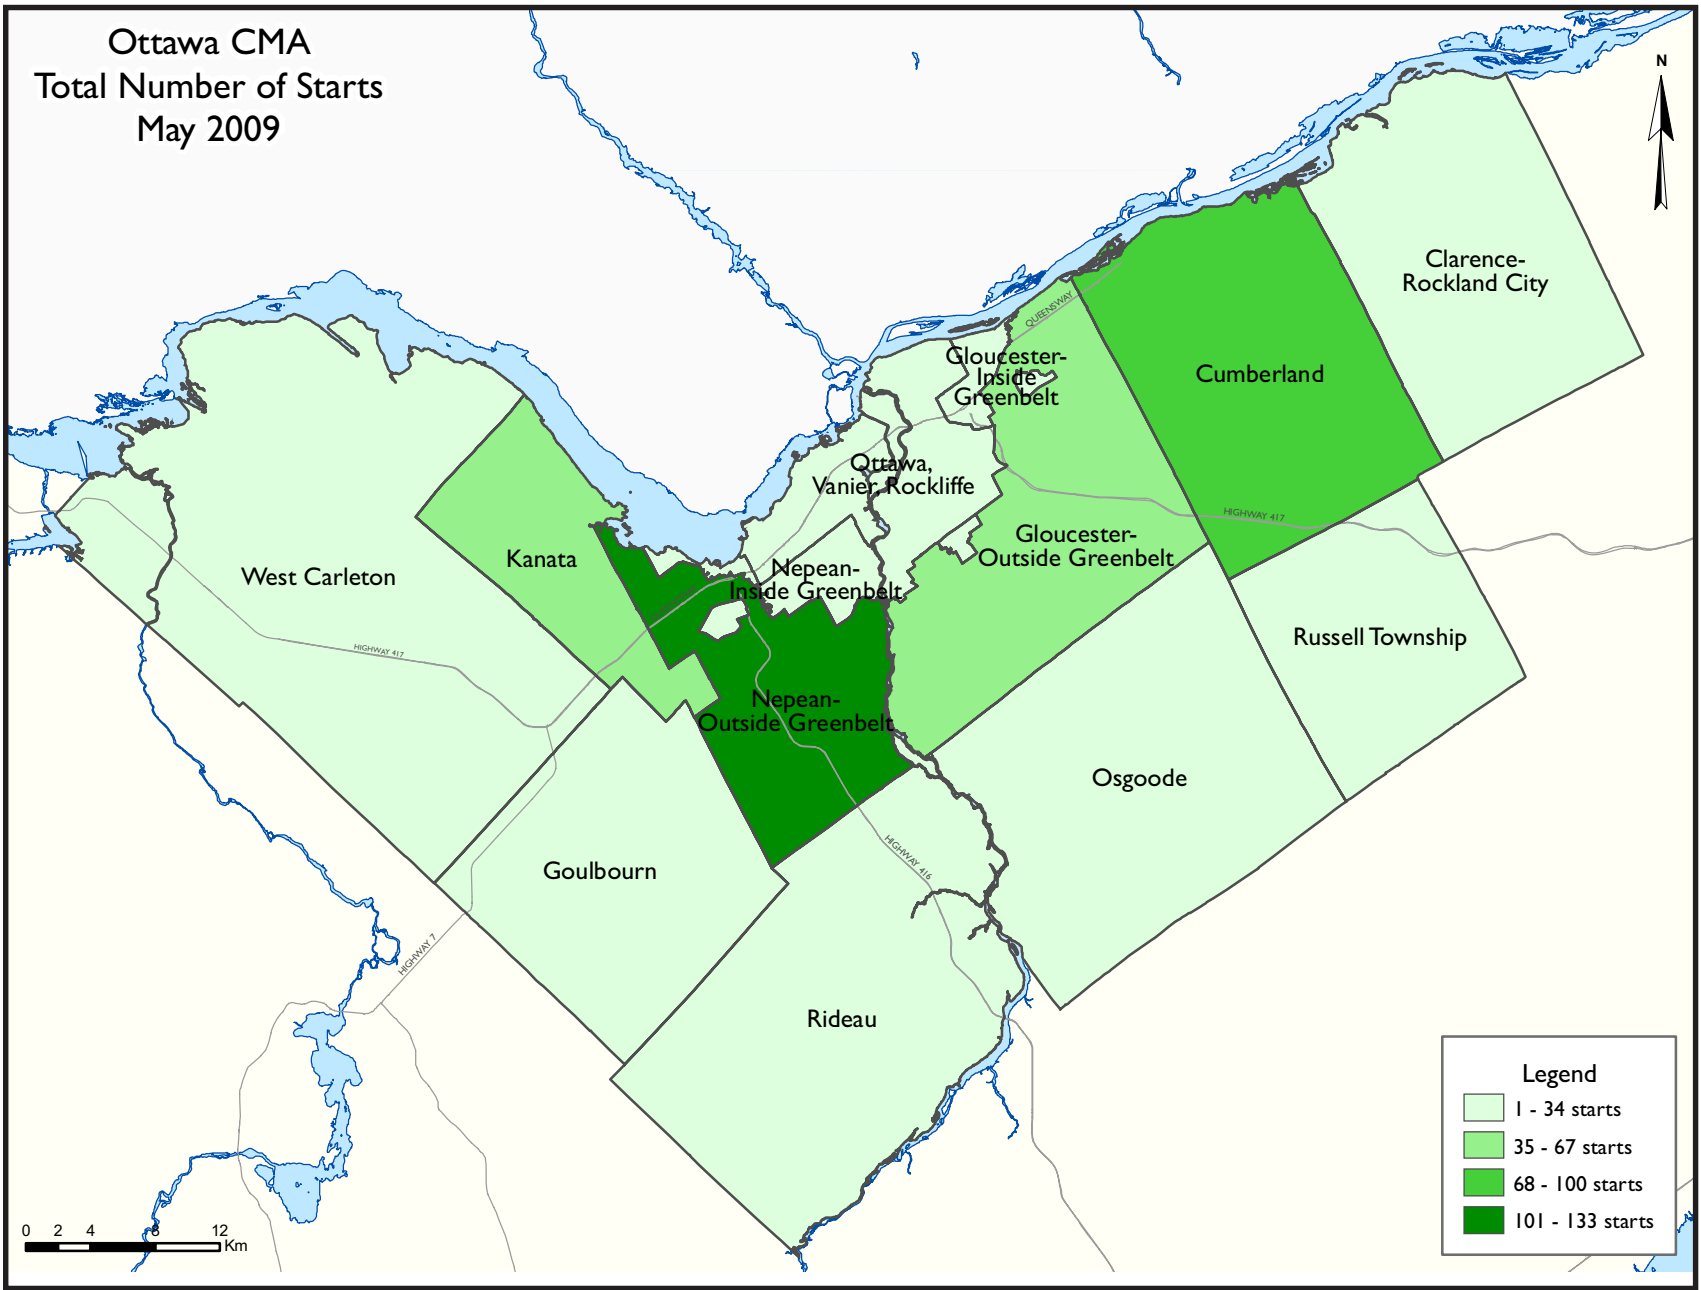 Ottawa CMA
Total Number of Starts
May 2009
N
Clarence-
Rockland City
QUEENSWAY
Gloucester-
Inside
Greenbelt
Cumberland
Ottawa,
Vanier, Rockliffe
HIGHWAY 417
Gloucester-
Outside Greenbelt
Kanata
West Carleton
Nepean-
Inside Greenbelt
Russell Township
HIGHWAY 417
Nepean-
Outside Greenbelt
Osgoode
Goulbourn
HIGHWAY 416
HIGHWAY 7
Rideau
Legend
1 - 34 starts
35 - 67 starts
68 - 100 starts
101 - 133 starts
0 2 4 8 12
Km